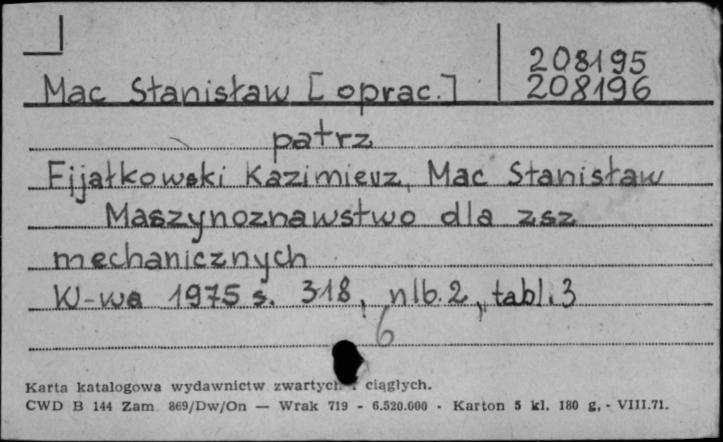 208195
Mac Stanisław [oprac.] 208196
patrz
Fijałkowski Kazimierz, Mac Stanisław
Maszynoznawstwo dla zsz
mechanicznych
W-wa 1975 s. 318, nlb. 2, tabl. 3
6
Karta katalogowa wydawnictw zwartych i ciągłych.
CWD B 144 Zam. 869/Dw/On — Wrak 719 - 6.520.000 - Karton 5 kl. 180 g. - VIII.71.